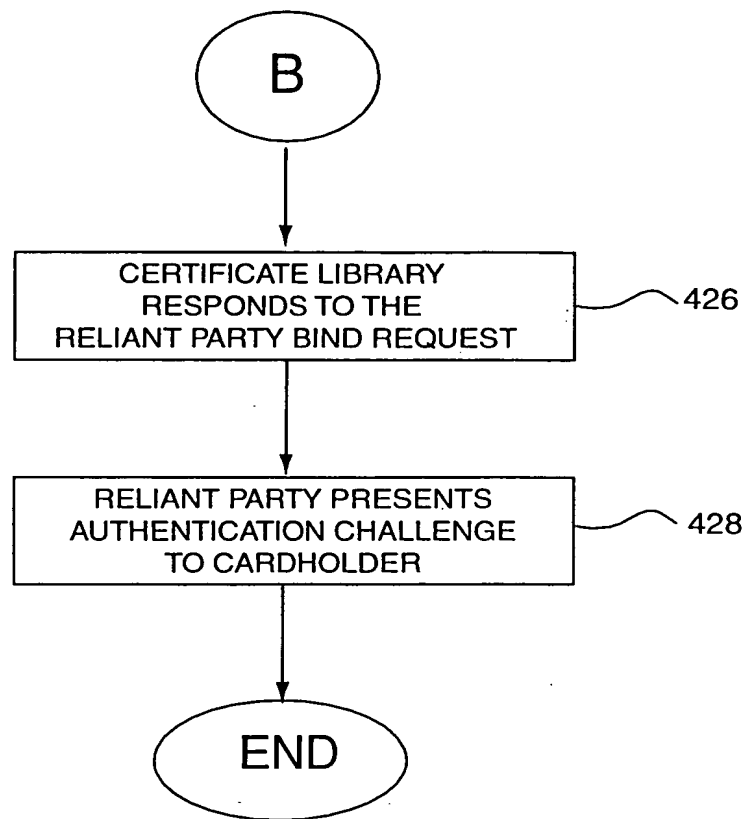 B
CERTIFICATE LIBRARY
RESPONDS TO THE
RELIANT PARTY BIND REQUEST
426
RELIANT PARTY PRESENTS
AUTHENTICATION CHALLENGE
TO CARDHOLDER
428
END